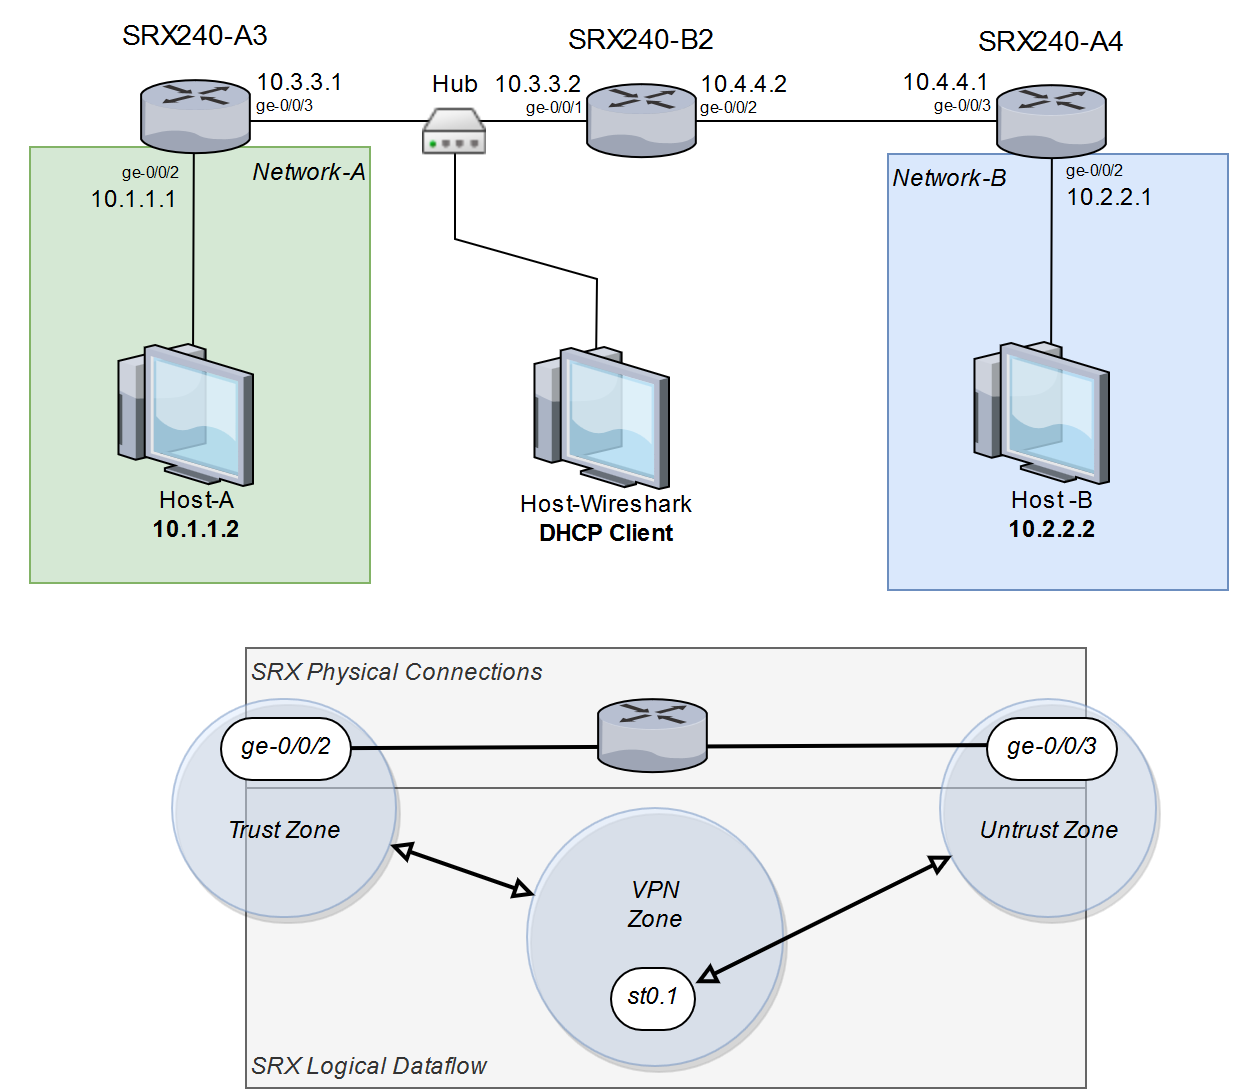 SRX240-A3
SRX240-B2
SRX240-A4
10.3.3.1
ge-0/0/3
Hub
10.3.3.2
ge-0/0/1
10.4.4.2
ge-0/0/2
10.4.4.1
ge-0/0/3
ge-0/0/2
10.1.1.1
Network-A
Network-B
ge-0/0/2
10.2.2.1
Host-A
10.1.1.2
Host-Wireshark
DHCP Client
Host -B
10.2.2.2
SRX Physical Connections
ge-0/0/2
ge-0/0/3
Trust Zone
Untrust Zone
VPN
Zone
st0.1
SRX Logical Dataflow